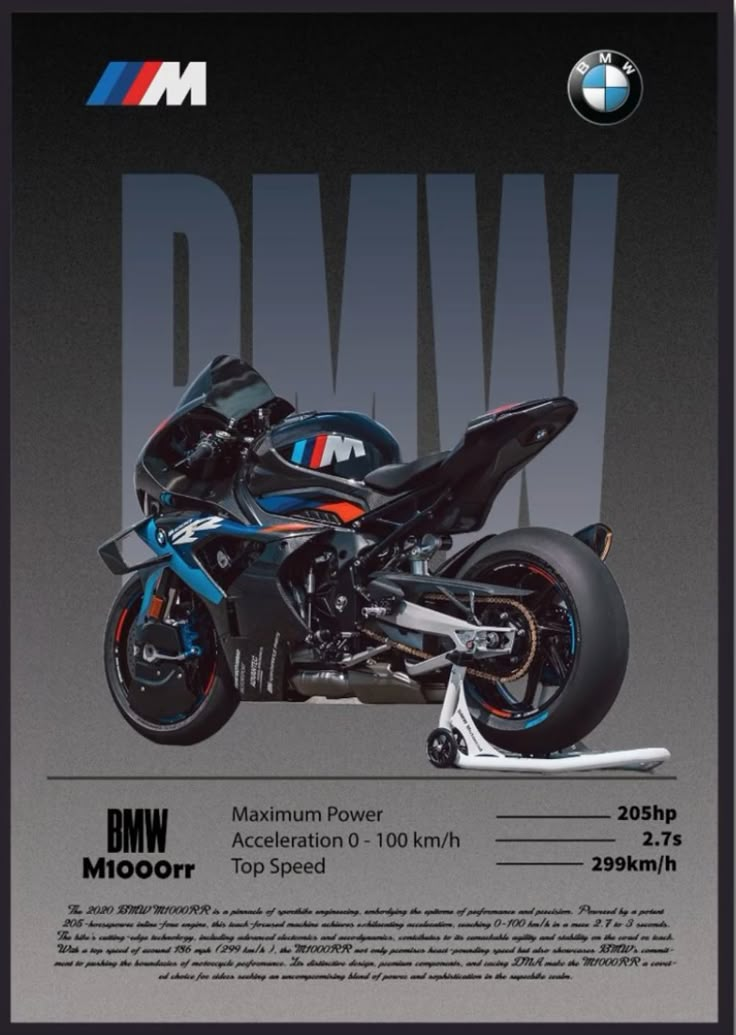 M
BMW
BMW
M
M 1000 RR
BMW
M1000rr
Maximum Power 205hp
Acceleration 0 - 100 km/h 2.7s
Top Speed 299km/h
The 2020 BMW M1000RR is a pinnacle of sportbike engineering, embodying the epitome of performance and precision. Powered by a potent
205-horsepower inline-four engine, this track-focused machine achieves exhilarating acceleration, reaching 0-100 km/h in a mere 2.7 to 3 seconds.
The bike's cutting-edge technology, including advanced electronics and aerodynamics, contributes to its remarkable agility and stability on the road or track.
With a top speed of around 186 mph (299 km/h), the M1000RR not only promises heart-pounding speed but also showcases BMW's commit-
ment to pushing the boundaries of motorcycle performance. Its distinctive design, premium components, and racing DNA make the M1000RR a covet-
ed choice for riders seeking an uncompromising blend of power and sophistication in the superbike realm.